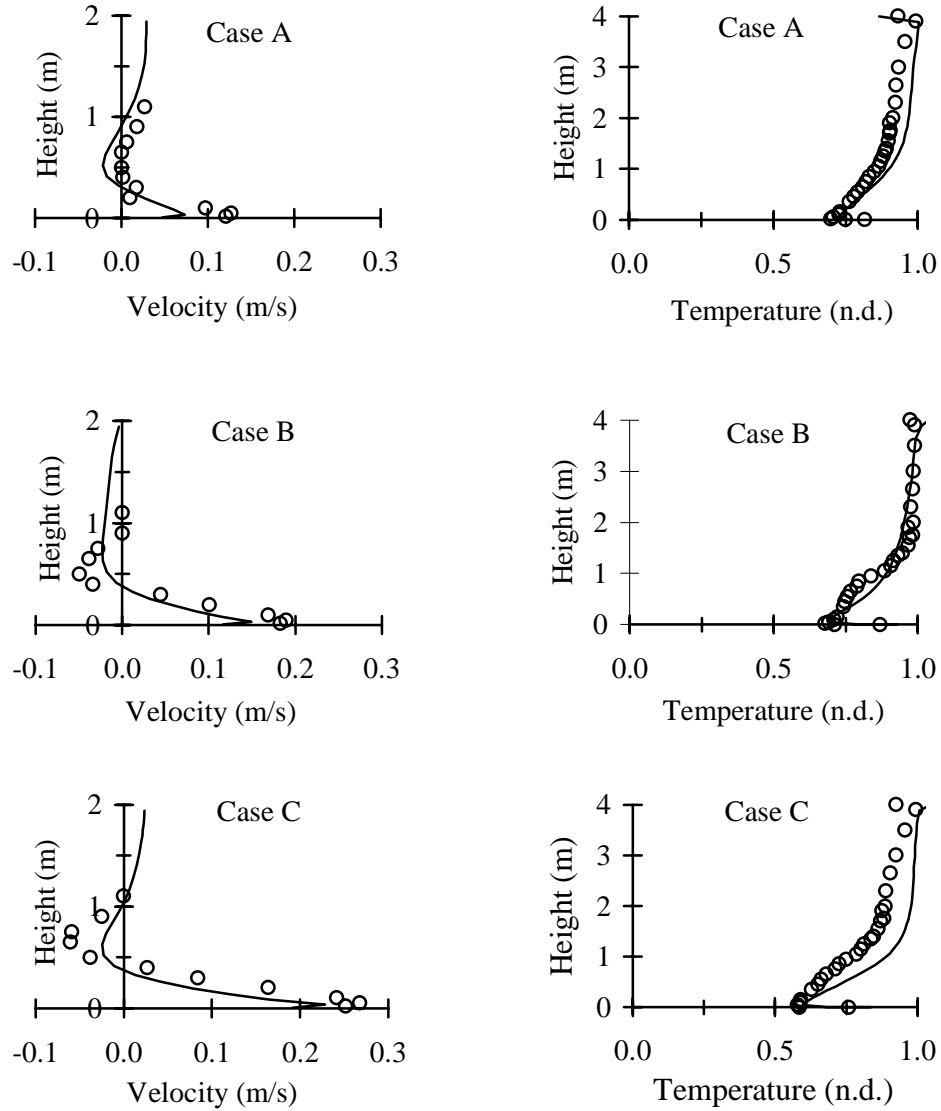 2
Case A
Height (m)
1
0
-0.1 0.0 0.1 0.2 0.3
Velocity (m/s)
4
Case A
3
Height (m)
2
1
0
0.0 0.5 1.0
Temperature (n.d.)
2
Case B
Height (m)
1
0
-0.1 0.0 0.1 0.2 0.3
Velocity (m/s)
4
Case B
3
Height (m)
2
1
0
0.0 0.5 1.0
Temperature (n.d.)
2
Case C
Height (m)
1
0
-0.1 0.0 0.1 0.2 0.3
Velocity (m/s)
4
Case C
3
Height (m)
2
1
0
0.0 0.5 1.0
Temperature (n.d.)